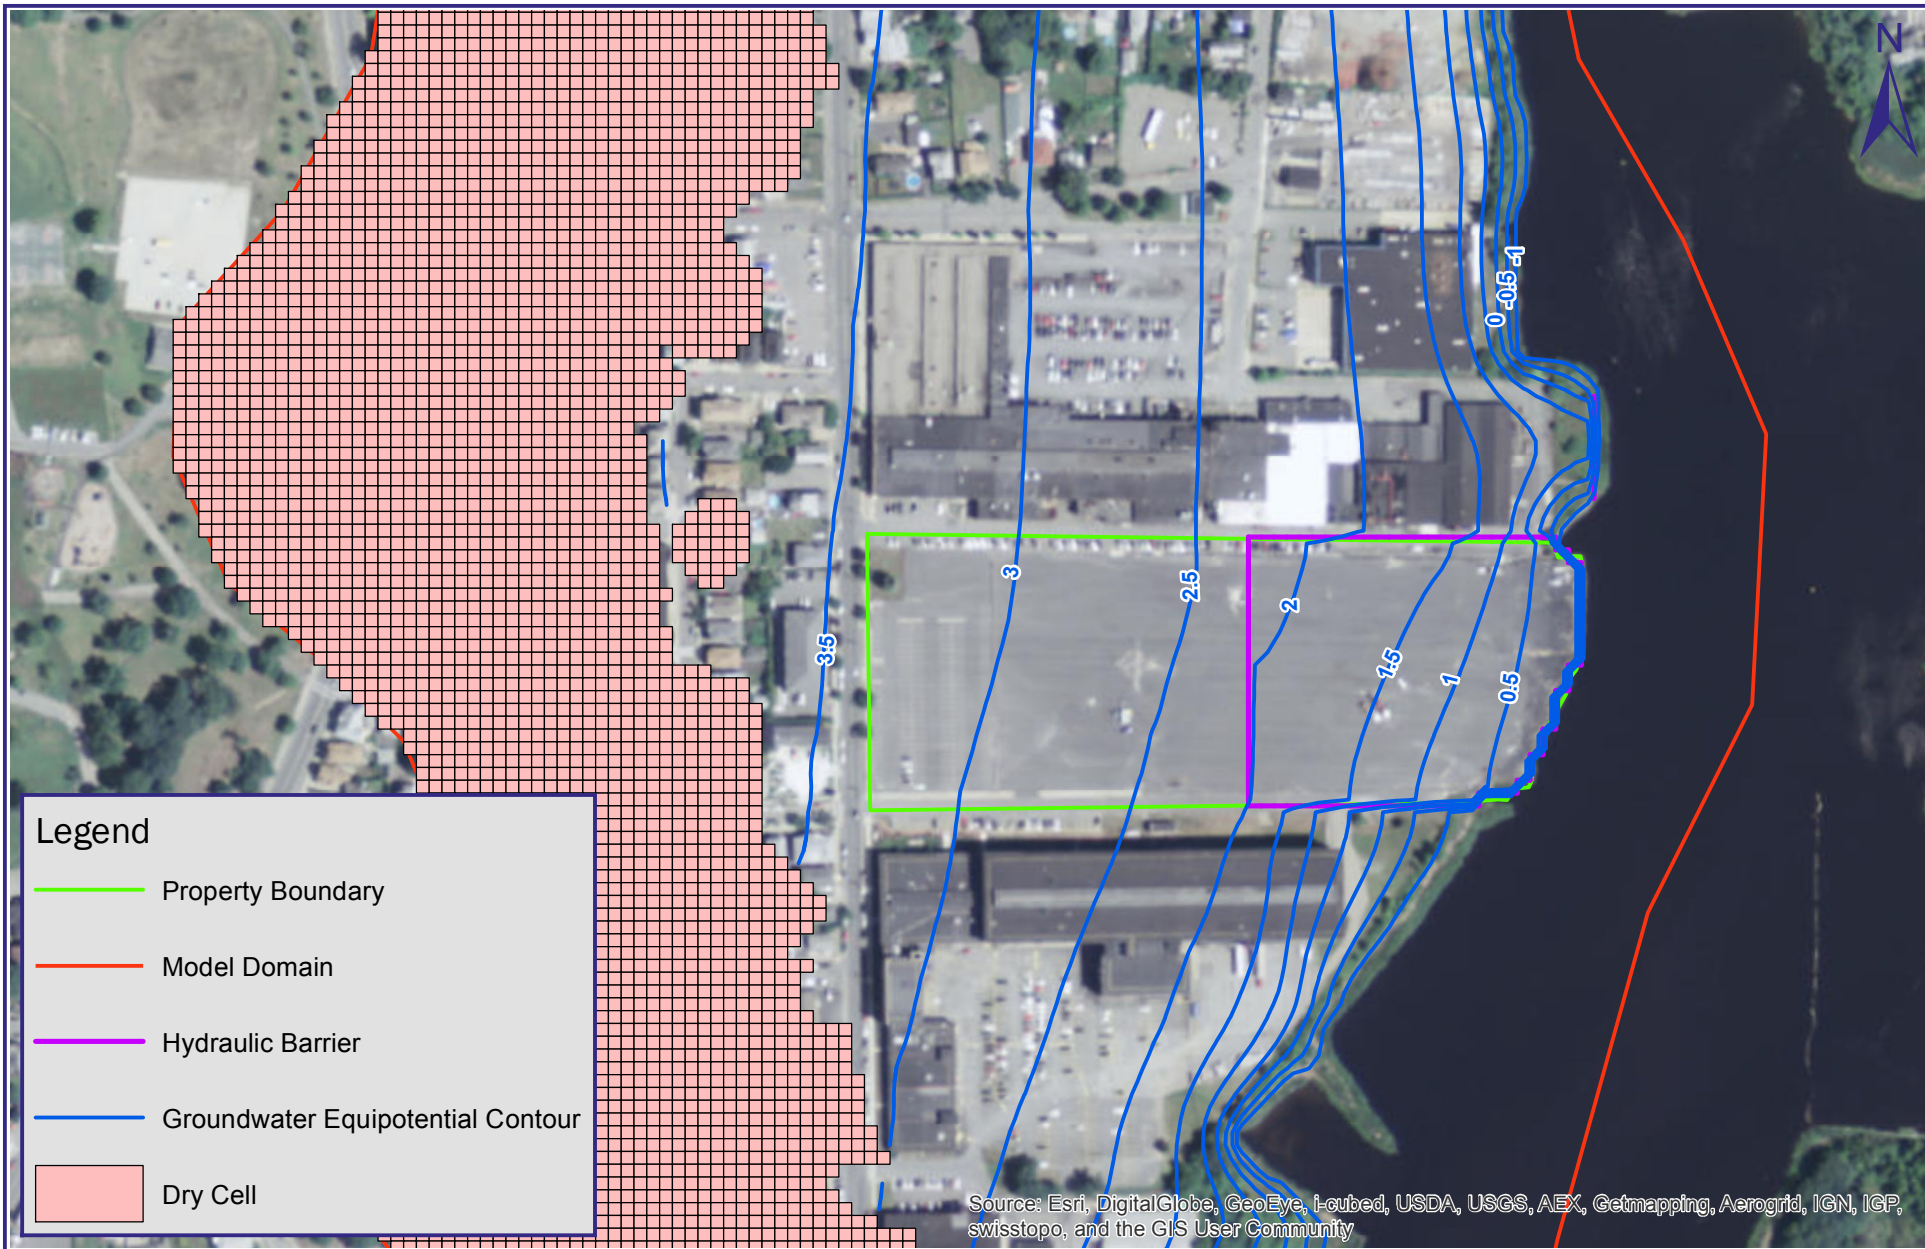 N
0 -0.5 -1
3
2.5
2
3.5
1.5
1
0.5
Legend
Property Boundary
Model Domain
Hydraulic Barrier
Groundwater Equipotential Contour
Dry Cell
Source: Esri, DigitalGlobe, GeoEye, i-cubed, USDA, USGS, AEX, Getmapping, Aerogrid, IGN, IGP,
swisstopo, and the GIS User Community